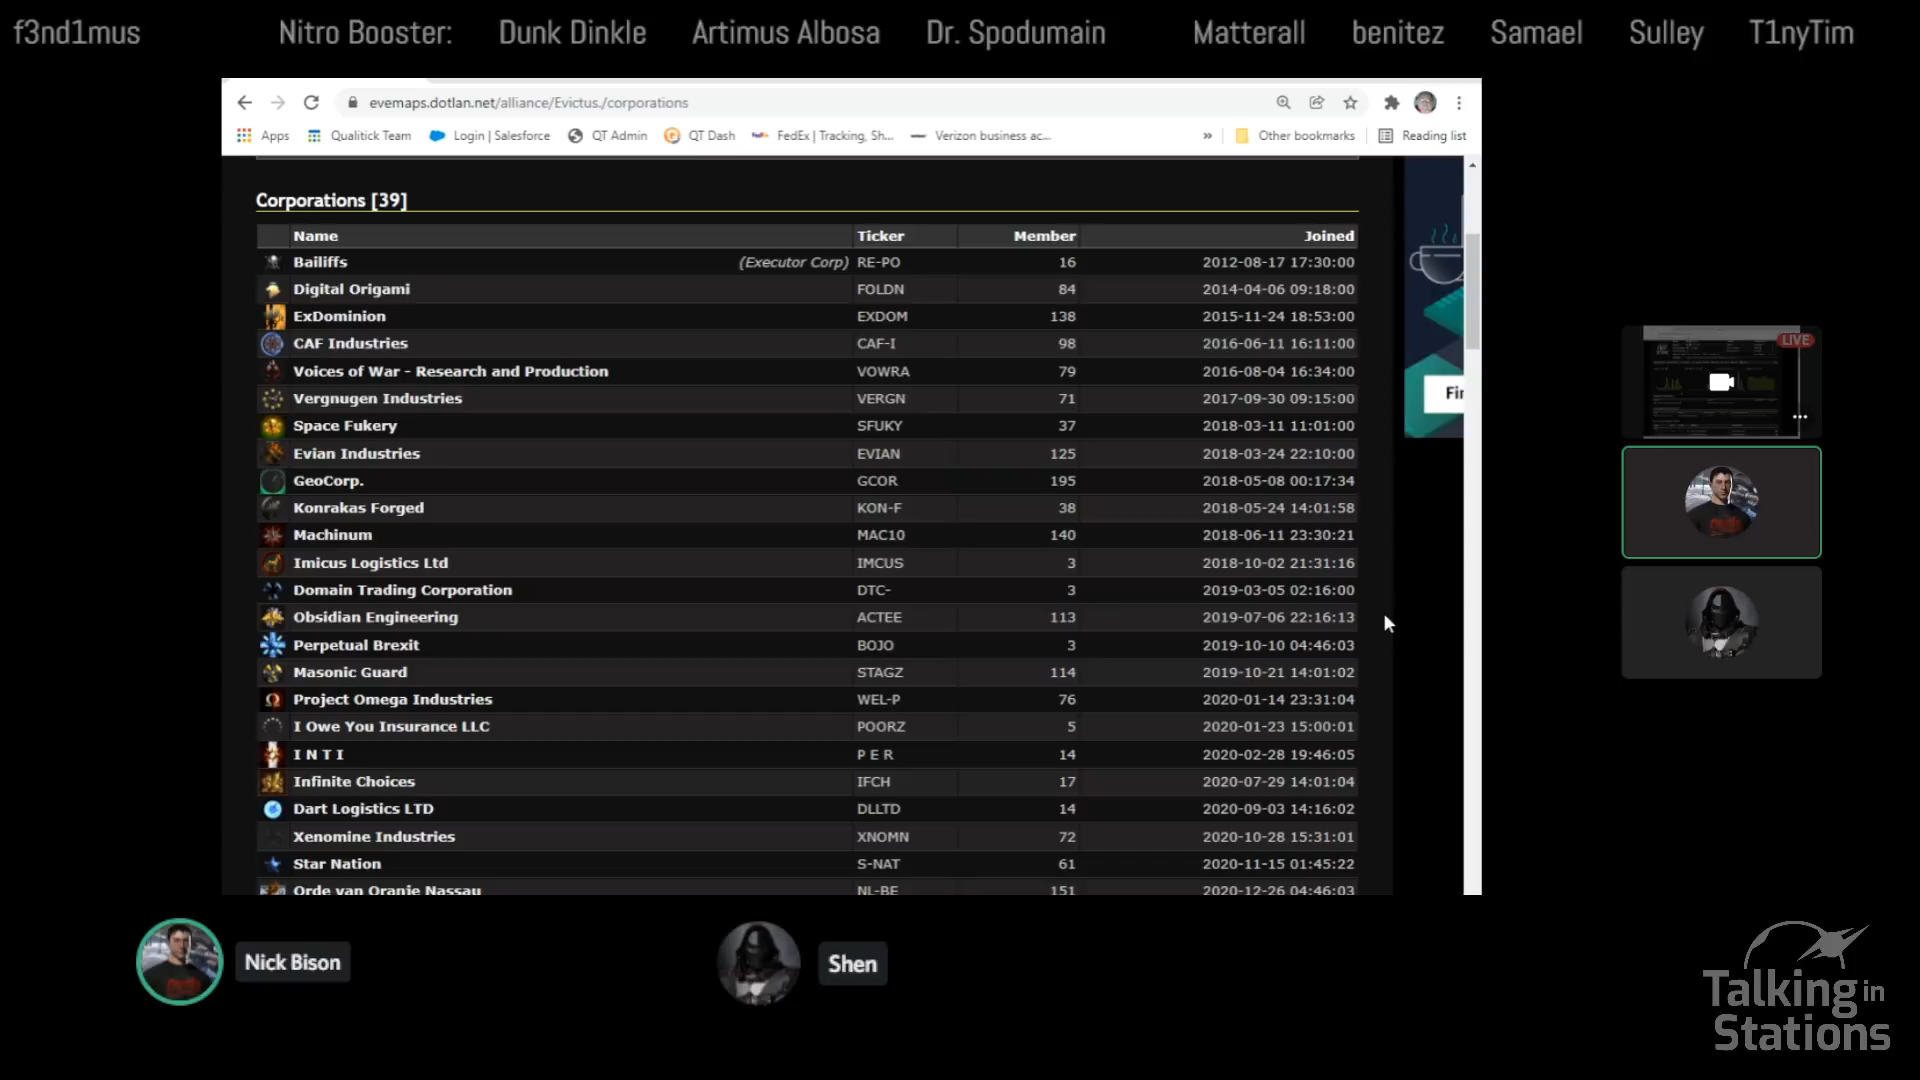 f3nd1mus Nitro Booster: Dunk Dinkle Artimus Albosa Dr. Spodumain Matterall benitez Samael Sulley T1nyTim
evemaps.dotlan.net/alliance/Evictus./corporations
Apps Qualitick Team Login | Salesforce QT Admin QT Dash FedEx | Tracking, Sh... Verizon business ac... » Other bookmarks Reading list
Corporations [39]
Name Ticker Member Joined
Bailiffs (Executor Corp) RE-PO 16 2012-08-17 17:30:00
Digital Origami FOLDN 84 2014-04-06 09:18:00
ExDominion EXDOM 138 2015-11-24 18:53:00
CAF Industries CAF-I 98 2016-06-11 16:11:00
Voices of War - Research and Production VOWRA 79 2016-08-04 16:34:00
Vergnugen Industries VERGN 71 2017-09-30 09:15:00
Space Fukery SFUKY 37 2018-03-11 11:01:00
Evian Industries EVIAN 125 2018-03-24 22:10:00
GeoCorp. GCOR 195 2018-05-08 00:17:34
Konrakas Forged KON-F 38 2018-05-24 14:01:58
Machinum MAC10 140 2018-06-11 23:30:21
Imicus Logistics Ltd IMCUS 3 2018-10-02 21:31:16
Domain Trading Corporation DTC- 3 2019-03-05 02:16:00
Obsidian Engineering ACTEE 113 2019-07-06 22:16:13
Perpetual Brexit BOJO 3 2019-10-10 04:46:03
Masonic Guard STAGZ 114 2019-10-21 14:01:02
Project Omega Industries WEL-P 76 2020-01-14 23:31:04
I Owe You Insurance LLC POORZ 5 2020-01-23 15:00:01
I N T I P E R 14 2020-02-28 19:46:05
Infinite Choices IFCH 17 2020-07-29 14:01:04
Dart Logistics LTD DLLTD 14 2020-09-03 14:16:02
Xenomine Industries XNOMN 72 2020-10-28 15:31:01
Star Nation S-NAT 61 2020-11-15 01:45:22
Orde van Oranje Nassau NL-BE 151 2020-12-26 04:46:03
Fir
LIVE
Nick Bison
Shen
Talking in
Stations